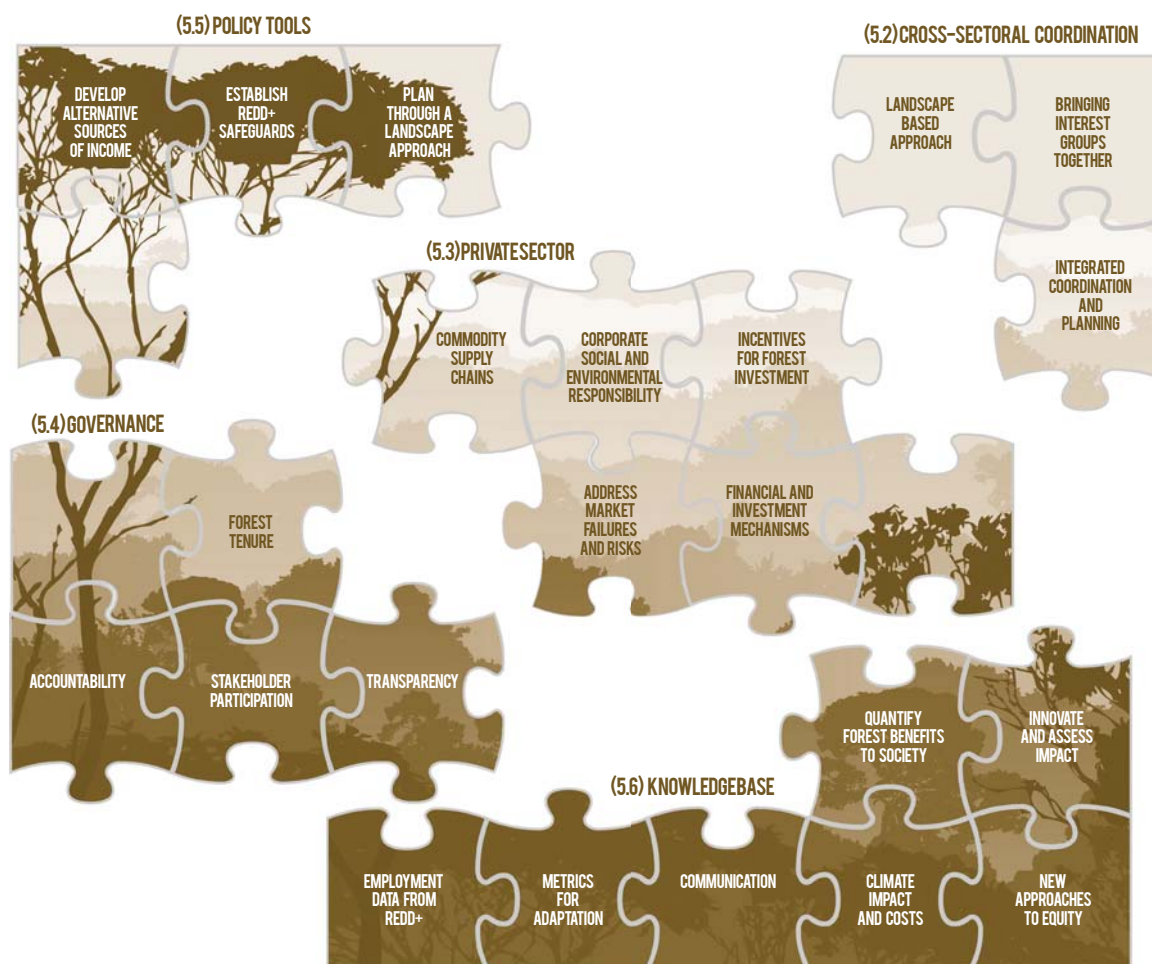 (5.5) POLICY TOOLS
DEVELOP
ALTERNATIVE
SOURCES
OF INCOME
ESTABLISH
REDD+
SAFEGUARDS
PLAN
THROUGH A
LANDSCAPE
APPROACH
(5.2) CROSS-SECTORAL COORDINATION
LANDSCAPE
BASED
APPROACH
BRINGING
INTEREST
GROUPS
TOGETHER
INTEGRATED
COORDINATION
AND
PLANNING
(5.3) PRIVATE SECTOR
COMMODITY
SUPPLY
CHAINS
CORPORATE
SOCIAL AND
ENVIRONMENTAL
RESPONSIBILITY
INCENTIVES
FOR FOREST
INVESTMENT
ADDRESS
MARKET
FAILURES
AND RISKS
FINANCIAL AND
INVESTMENT
MECHANISMS
(5.4) GOVERNANCE
FOREST
TENURE
ACCOUNTABILITY
STAKEHOLDER
PARTICIPATION
TRANSPARENCY
(5.6) KNOWLEDGE BASE
QUANTIFY
FOREST BENEFITS
TO SOCIETY
INNOVATE
AND ASSESS
IMPACT
EMPLOYMENT
DATA FROM
REDD+
METRICS
FOR
ADAPTATION
COMMUNICATION
CLIMATE
IMPACT
AND COSTS
NEW
APPROACHES
TO EQUITY